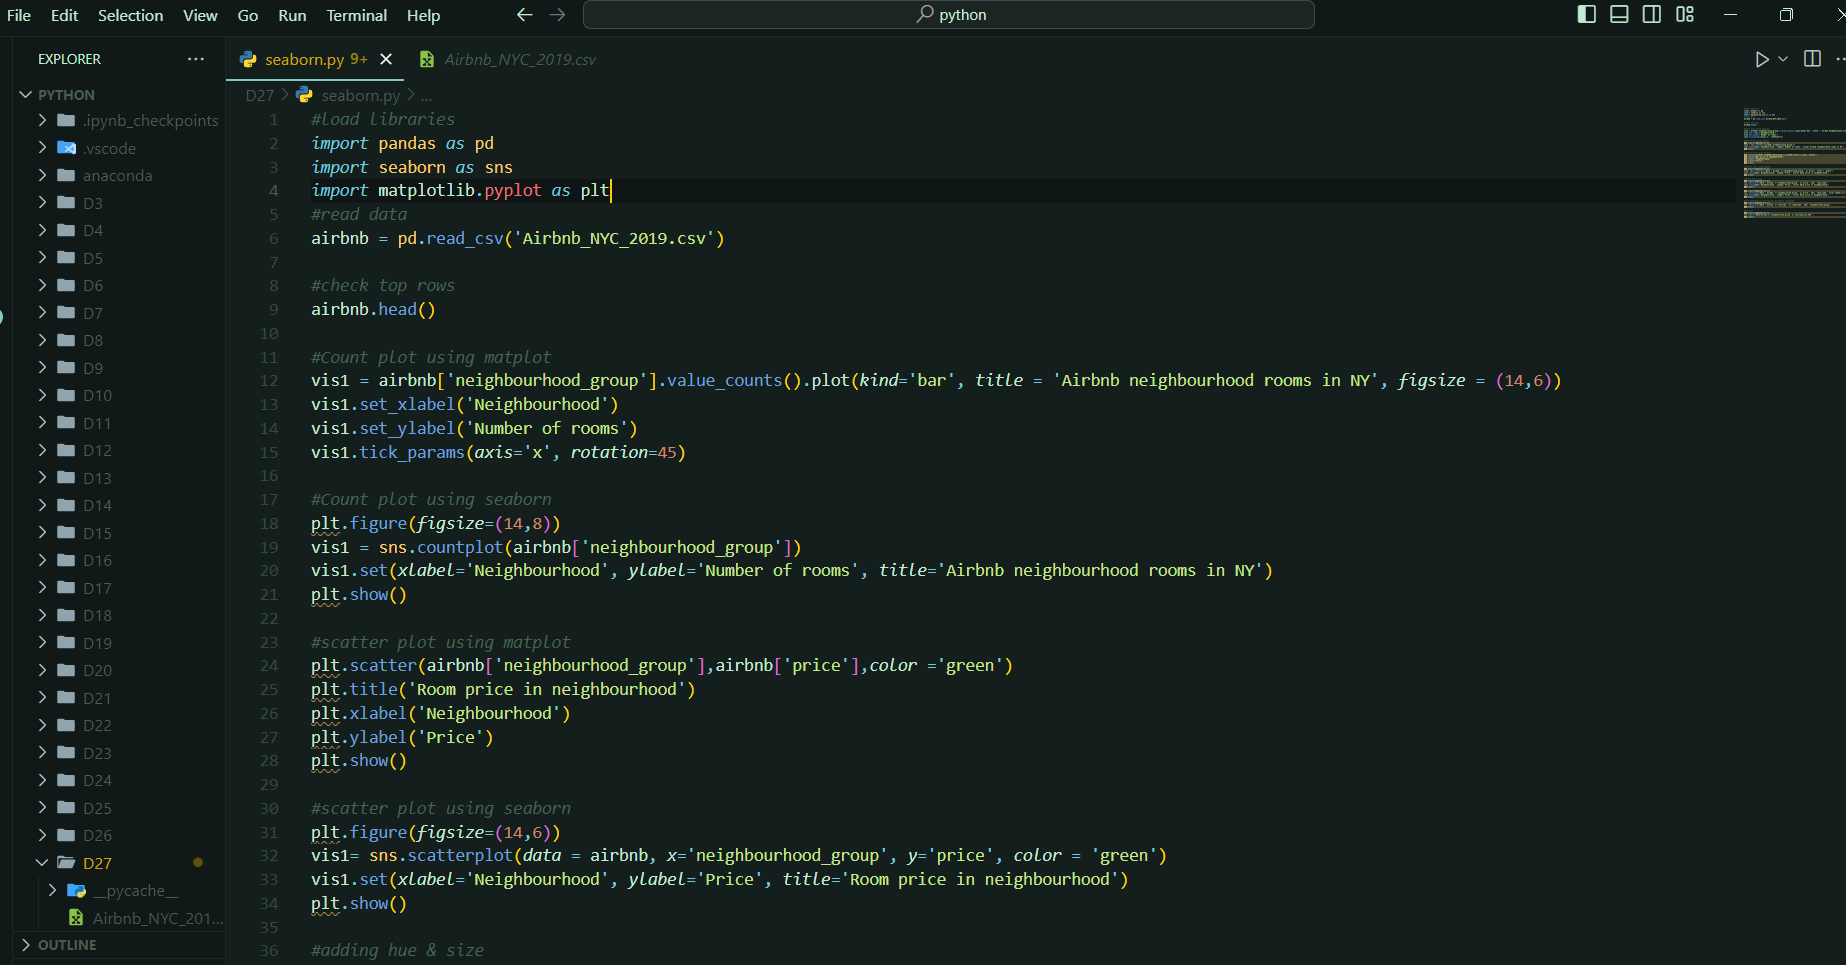 File Edit Selection View Go Run Terminal Help
python
EXPLORER
PYTHON
.ipynb_checkpoints
.vscode
anaconda
D3
D4
D5
D6
D7
D8
D9
D10
D11
D12
D13
D14
D15
D16
D17
D18
D19
D20
D21
D22
D23
D24
D25
D26
D27
__pycache__
Airbnb_NYC_201...
OUTLINE
seaborn.py 9+ Airbnb_NYC_2019.csv
D27 > seaborn.py > ...
1 #load libraries
2 import pandas as pd
3 import seaborn as sns
4 import matplotlib.pyplot as plt
5 #read data
6 airbnb = pd.read_csv('Airbnb_NYC_2019.csv')
7
8 #check top rows
9 airbnb.head()
10
11 #Count plot using matplot
12 vis1 = airbnb['neighbourhood_group'].value_counts().plot(kind='bar', title = 'Airbnb neighbourhood rooms in NY', figsize = (14,6))
13 vis1.set_xlabel('Neighbourhood')
14 vis1.set_ylabel('Number of rooms')
15 vis1.tick_params(axis='x', rotation=45)
16
17 #Count plot using seaborn
18 plt.figure(figsize=(14,8))
19 vis1 = sns.countplot(airbnb['neighbourhood_group'])
20 vis1.set(xlabel='Neighbourhood', ylabel='Number of rooms', title='Airbnb neighbourhood rooms in NY')
21 plt.show()
22
23 #scatter plot using matplot
24 plt.scatter(airbnb['neighbourhood_group'],airbnb['price'],color ='green')
25 plt.title('Room price in neighbourhood')
26 plt.xlabel('Neighbourhood')
27 plt.ylabel('Price')
28 plt.show()
29
30 #scatter plot using seaborn
31 plt.figure(figsize=(14,6))
32 vis1= sns.scatterplot(data = airbnb, x='neighbourhood_group', y='price', color = 'green')
33 vis1.set(xlabel='Neighbourhood', ylabel='Price', title='Room price in neighbourhood')
34 plt.show()
35
36 #adding hue & size